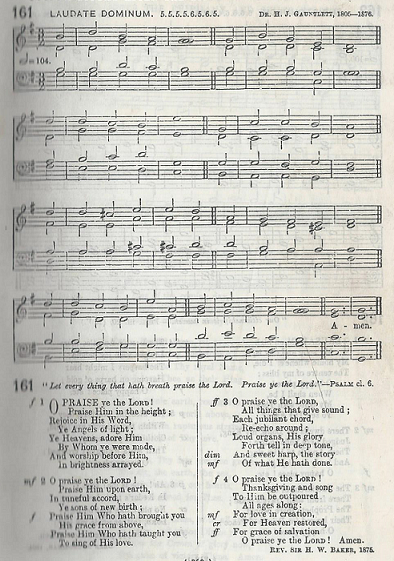 161 LAUDATE DOMINUM. 5.5.5.5.6.5.6.5. DR. H. J. GAUNTLETT, 1805—1876.
=104.
A - men.
161 "Let every thing that hath breath praise the Lord. Praise ye the Lord."—PSALM cl. 6.
f 1 O PRAISE ye the LORD!
Praise Him in the height;
Rejoice in His Word,
Ye Angels of light;
Ye Heavens, adore Him
By Whom ye were made,
And worship before Him,
In brightness arrayed.
mf 2 O praise ye the LORD!
Praise Him upon earth,
In tuneful accord,
Ye sons of new birth;
f Praise Him Who hath brought you
His grace from above,
Praise Him Who hath taught you
To sing of His love.
ff 3 O praise ye the LORD,
All things that give sound;
Each jubilant chord,
Re-echo around;
Loud organs, His glory
Forth tell in deep tone,
dim And sweet harp, the story
mf Of what He hath done.
f 4 O praise ye the LORD!
Thanksgiving and song
To Him be outpoured
All ages along:
mf For love in creation,
cr For Heaven restored,
ff For grace of salvation
O praise ye the LORD! Amen.
REV. SIR H. W. BAKER, 1875.